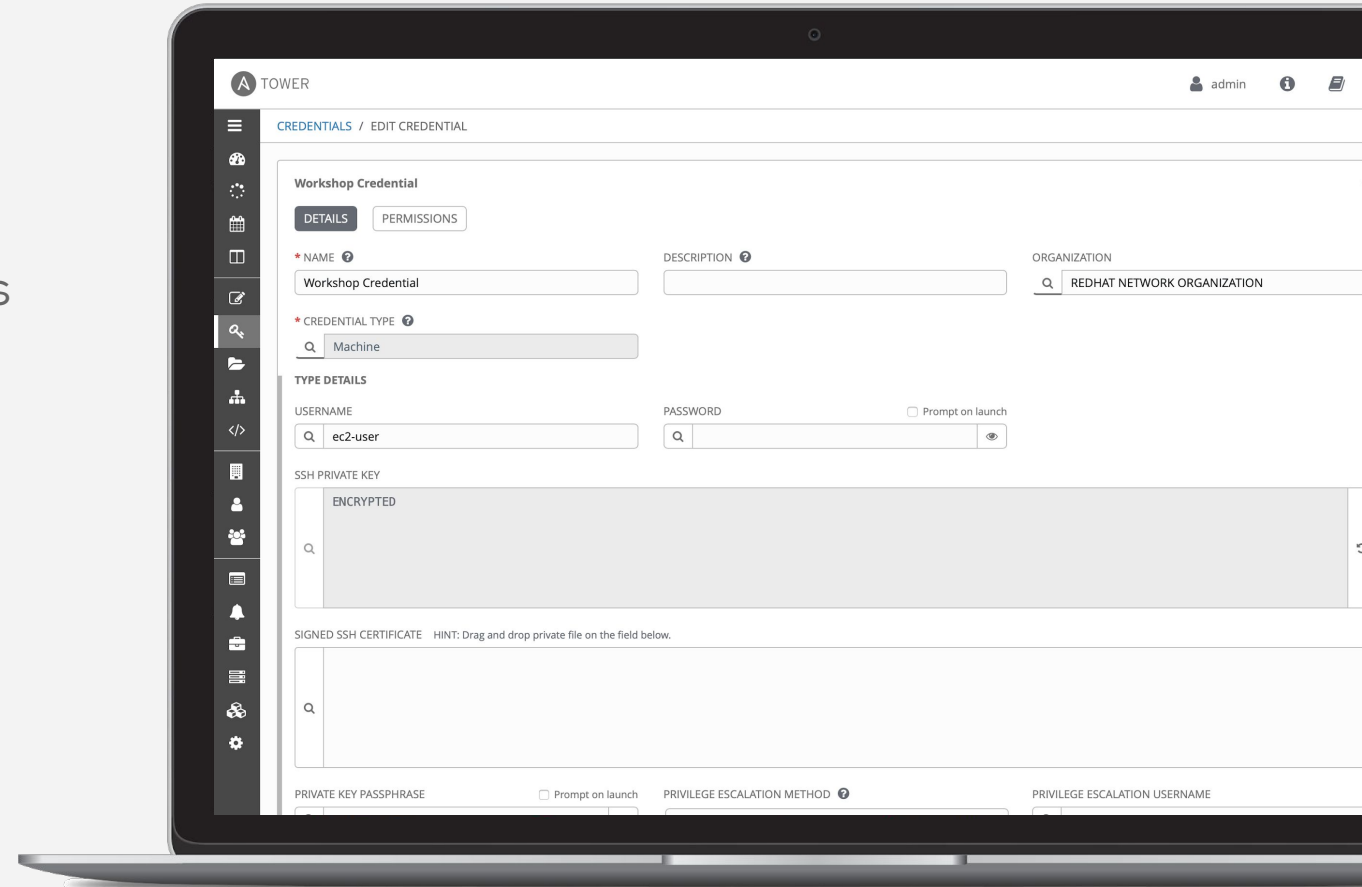 TOWER
admin
CREDENTIALS / EDIT CREDENTIAL
Workshop Credential
DETAILS PERMISSIONS
* NAME DESCRIPTION ORGANIZATION
Workshop Credential REDHAT NETWORK ORGANIZATION
* CREDENTIAL TYPE
Machine
TYPE DETAILS
USERNAME PASSWORD Prompt on launch
ec2-user
SSH PRIVATE KEY
ENCRYPTED
SIGNED SSH CERTIFICATE HINT: Drag and drop private file on the field below.
PRIVATE KEY PASSPHRASE Prompt on launch PRIVILEGE ESCALATION METHOD PRIVILEGE ESCALATION USERNAME